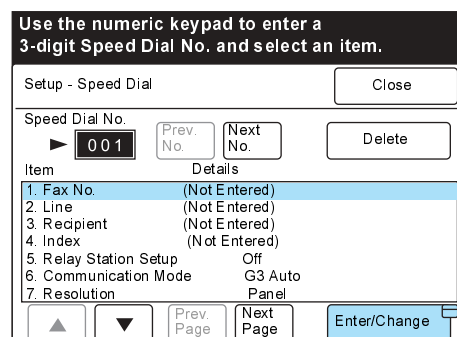 Use the numeric keypad to enter a
3-digit Speed Dial No. and select an item.
Setup - Speed Dial
Close
Speed Dial No.
001
Prev. No.
Next No.
Delete
Item Details
1. Fax No. (Not Entered)
2. Line (Not Entered)
3. Recipient (Not Entered)
4. Index (Not Entered)
5. Relay Station Setup Off
6. Communication Mode G3 Auto
7. Resolution Panel
Prev. Page
Next Page
Enter/Change